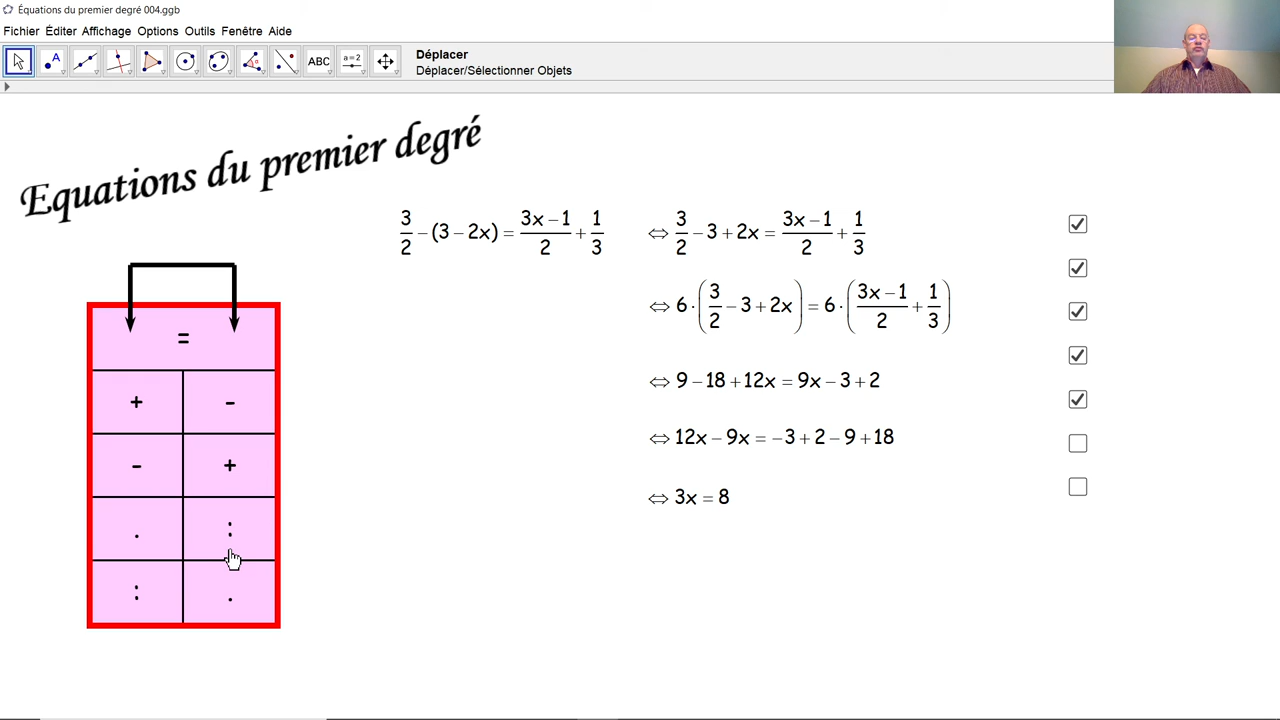 Équations du premier degré 004.ggb
Fichier Éditer Affichage Options Outils Fenêtre Aide
A ABC a=2
Déplacer
Déplacer/Sélectionner Objets
Equations du premier degré
3/2 − (3 − 2x) = (3x − 1)/2 + 1/3 ⇔ 3/2 − 3 + 2x = (3x − 1)/2 + 1/3
⇔ 6 · (3/2 − 3 + 2x) = 6 · ((3x − 1)/2 + 1/3)
⇔ 9 − 18 + 12x = 9x − 3 + 2
⇔ 12x − 9x = −3 + 2 − 9 + 18
⇔ 3x = 8
=
+ -
- +
. :
: .